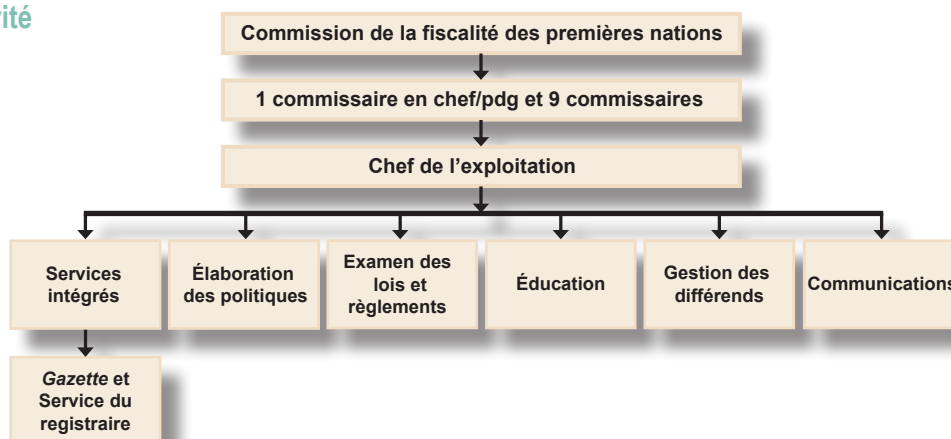 Commission de la fiscalité des premières nations
1 commissaire en chef/pdg et 9 commissaires
Chef de l’exploitation
Services
intégrés
Élaboration
des politiques
Examen des
lois et
règlements
Éducation
Gestion des
différends
Communications
Gazette et
Service du
registraire